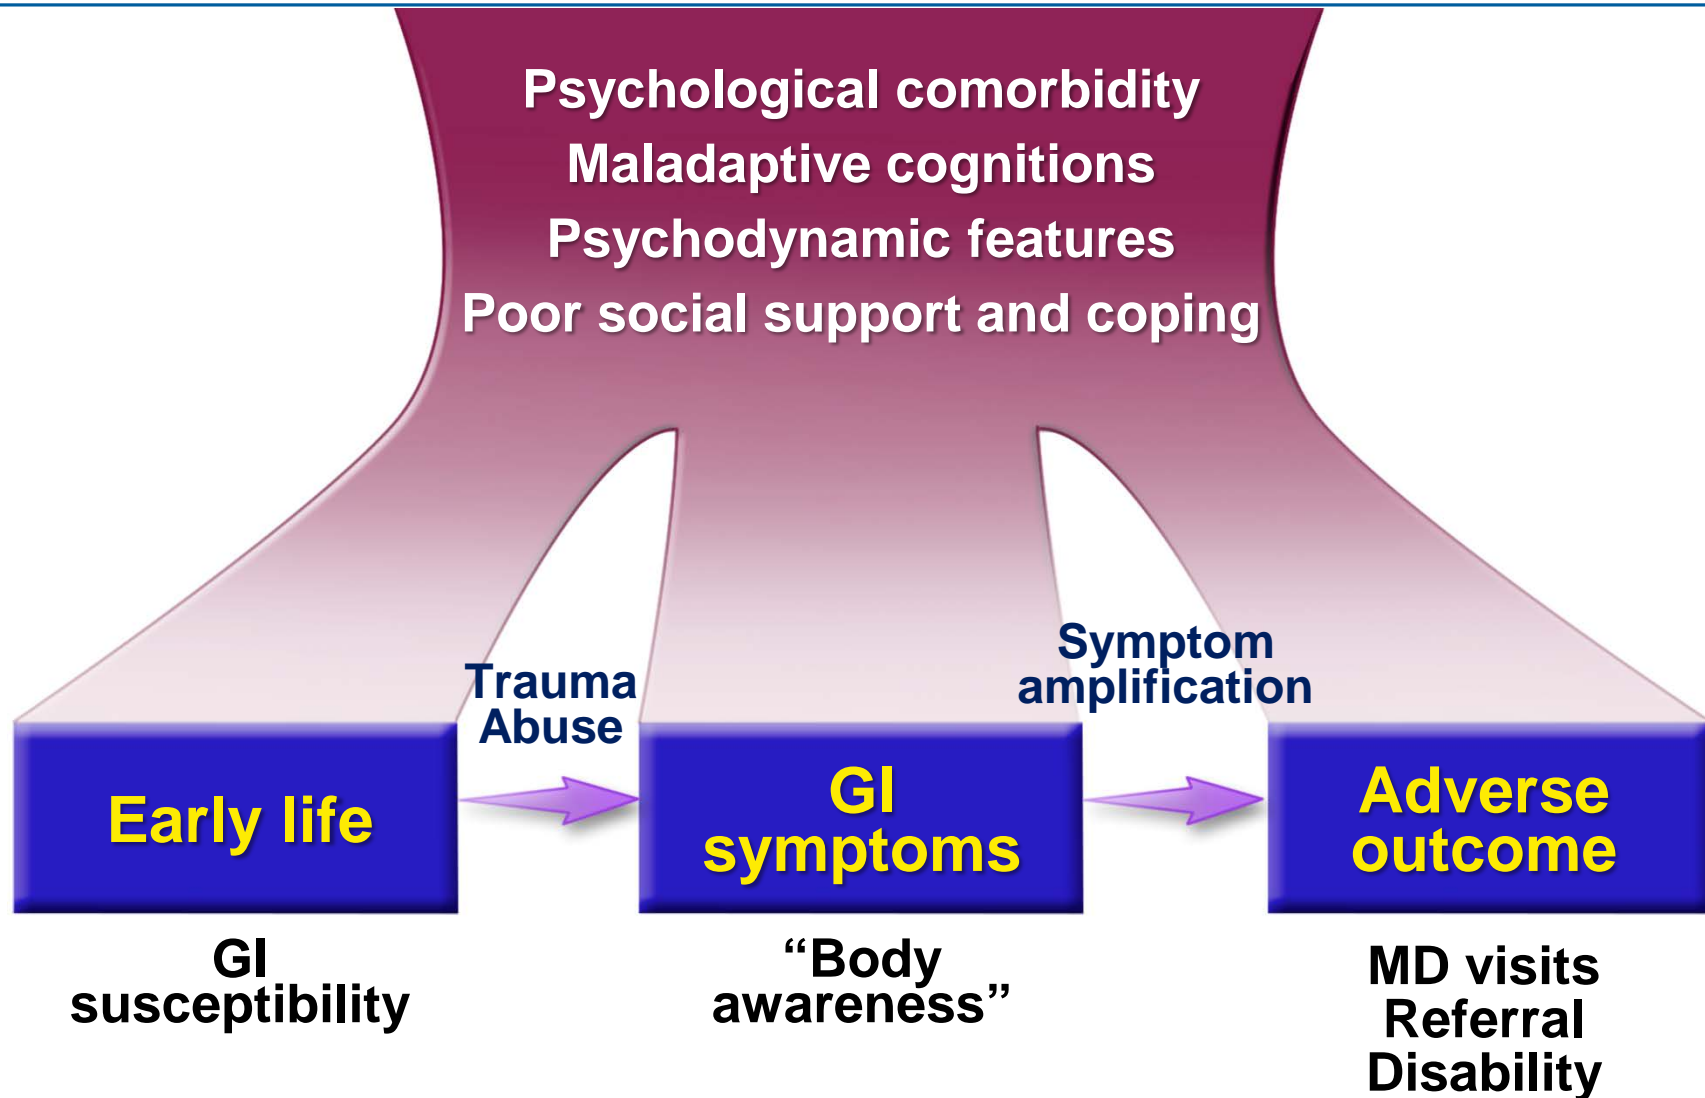 Psychological comorbidity
Maladaptive cognitions
Psychodynamic features
Poor social support and coping
Trauma
Abuse
Symptom
amplification
Early life
GI
symptoms
Adverse
outcome
GI
susceptibility
“Body
awareness”
MD visits
Referral
Disability